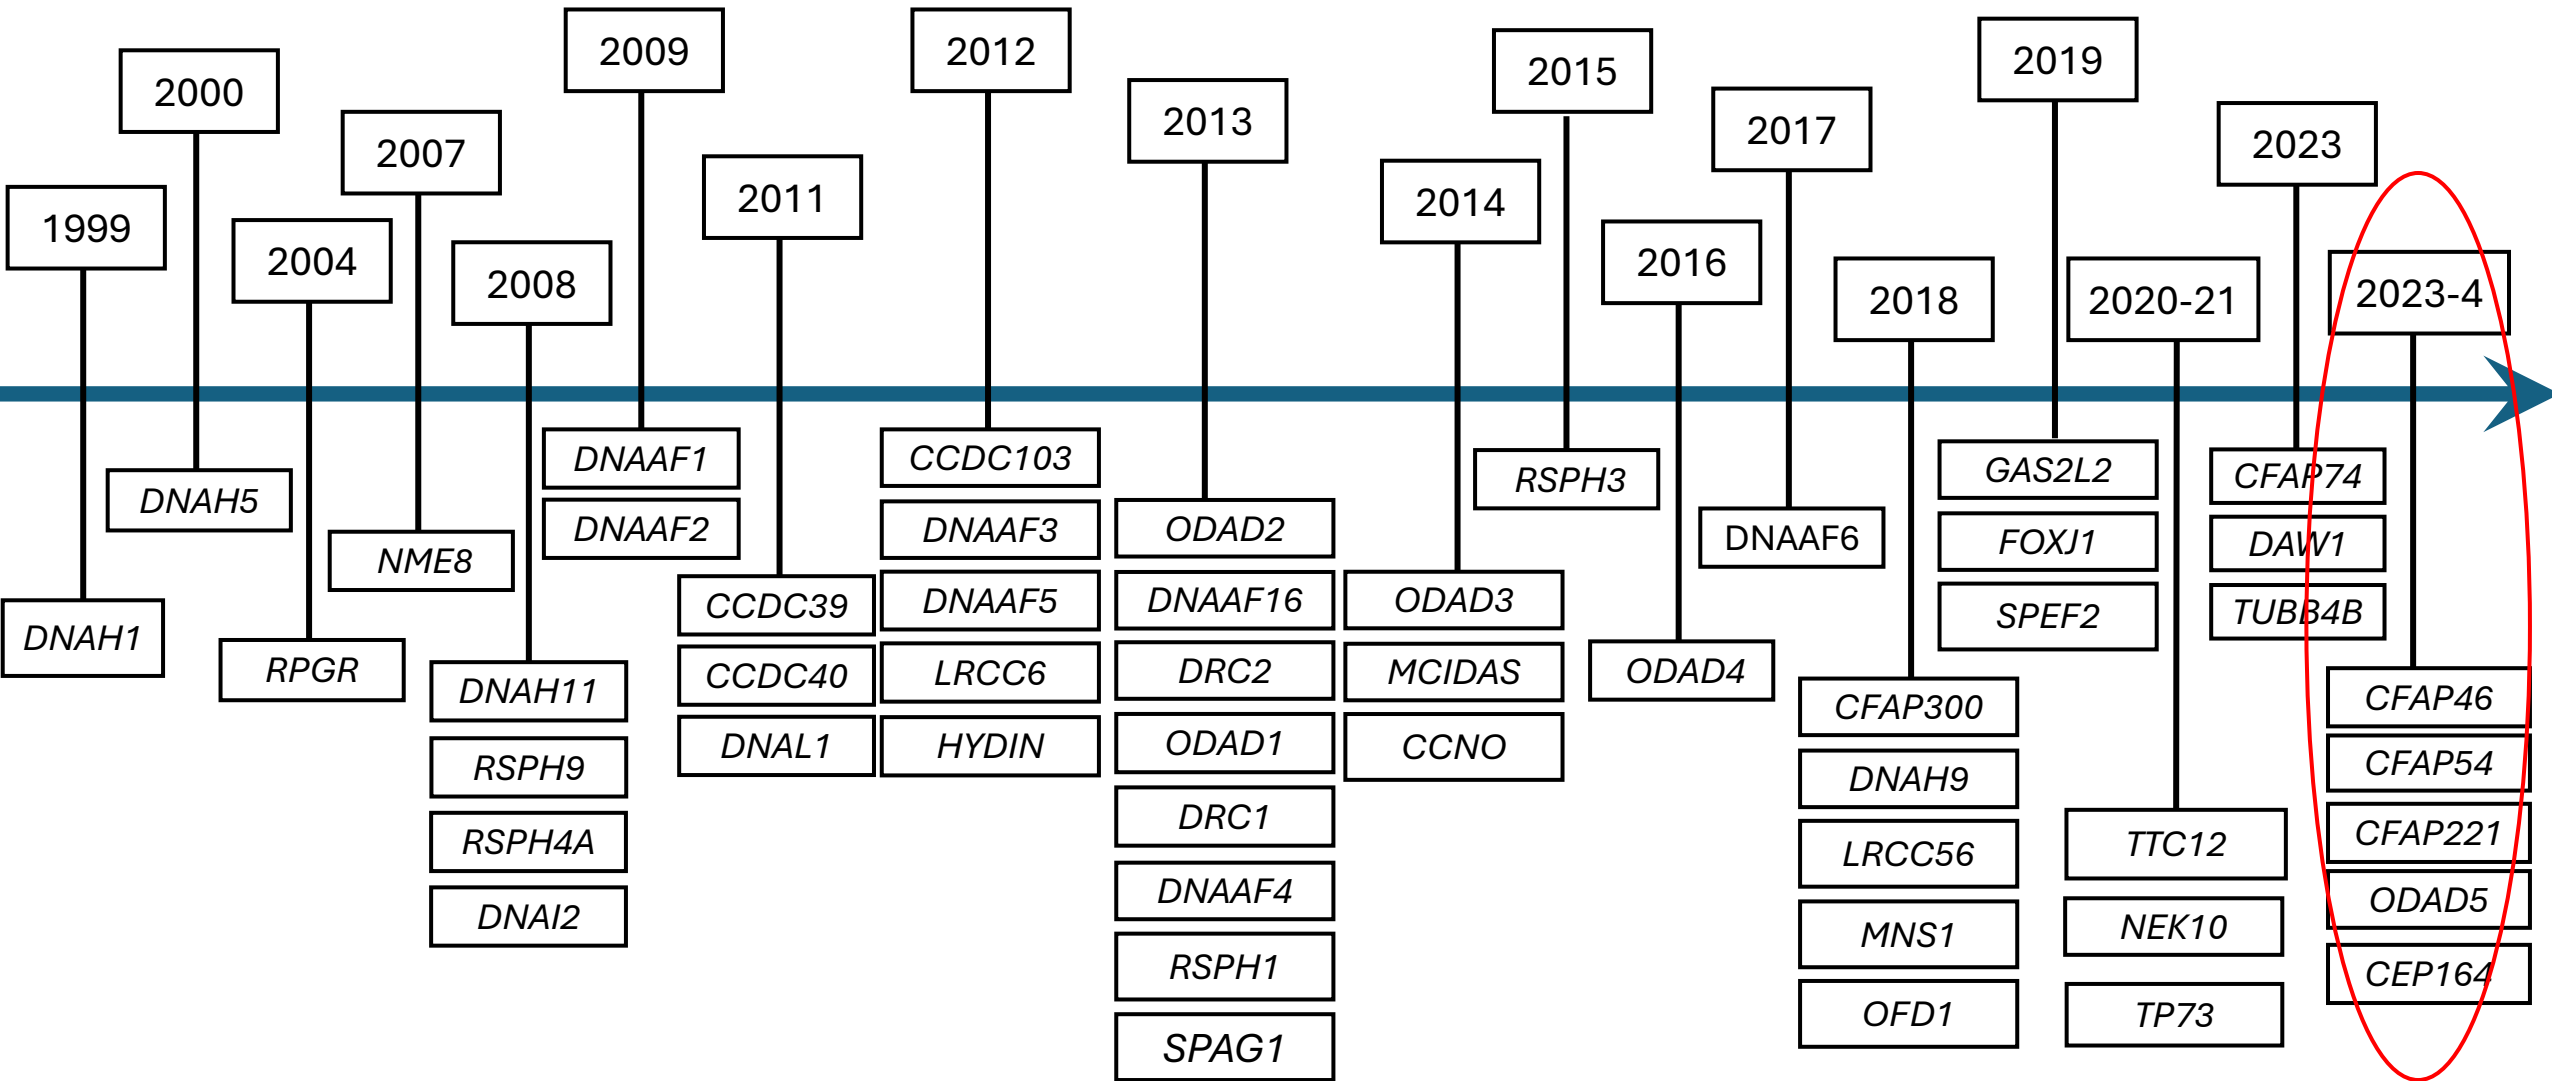 1999
DNAH1
2000
DNAH5
2004
RPGR
2007
NME8
2008
DNAH11
RSPH9
RSPH4A
DNAI2
2009
DNAAF1
DNAAF2
2011
CCDC39
CCDC40
DNAL1
2012
CCDC103
DNAAF3
DNAAF5
LRCC6
HYDIN
2013
ODAD2
DNAAF16
DRC2
ODAD1
DRC1
DNAAF4
RSPH1
SPAG1
2014
ODAD3
MCIDAS
CCNO
2015
RSPH3
2016
ODAD4
2017
DNAAF6
2018
CFAP300
DNAH9
LRCC56
MNS1
OFD1
2019
GAS2L2
FOXJ1
SPEF2
2020-21
TTC12
NEK10
TP73
2023
CFAP74
DAW1
TUBB4B
2023-4
CFAP46
CFAP54
CFAP221
ODAD5
CEP164